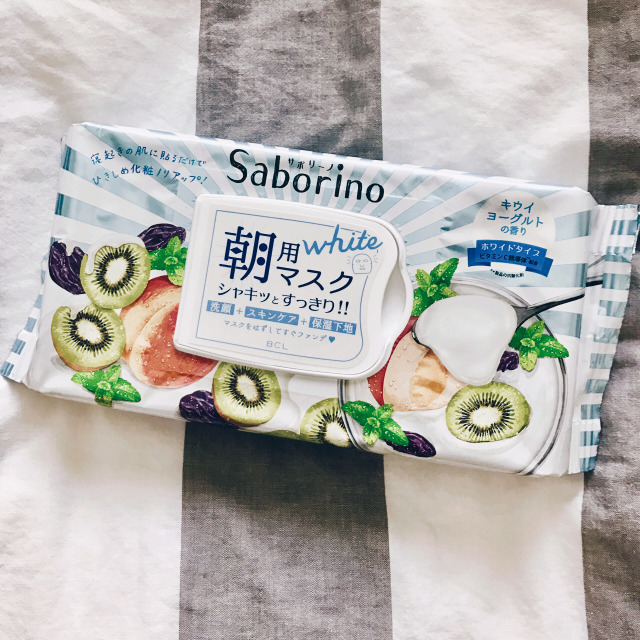 寝起きの肌に貼るだけで
ひきしめ化粧ノリアップ！
サボリーノ
Saborino
朝用マスク
white
シャキッとすっきり!!
洗顔+スキンケア+保湿下地
マスクをはずしてすぐファンデ♥
BCL
キウイ
ヨーグルト
の香り
ホワイトタイプ